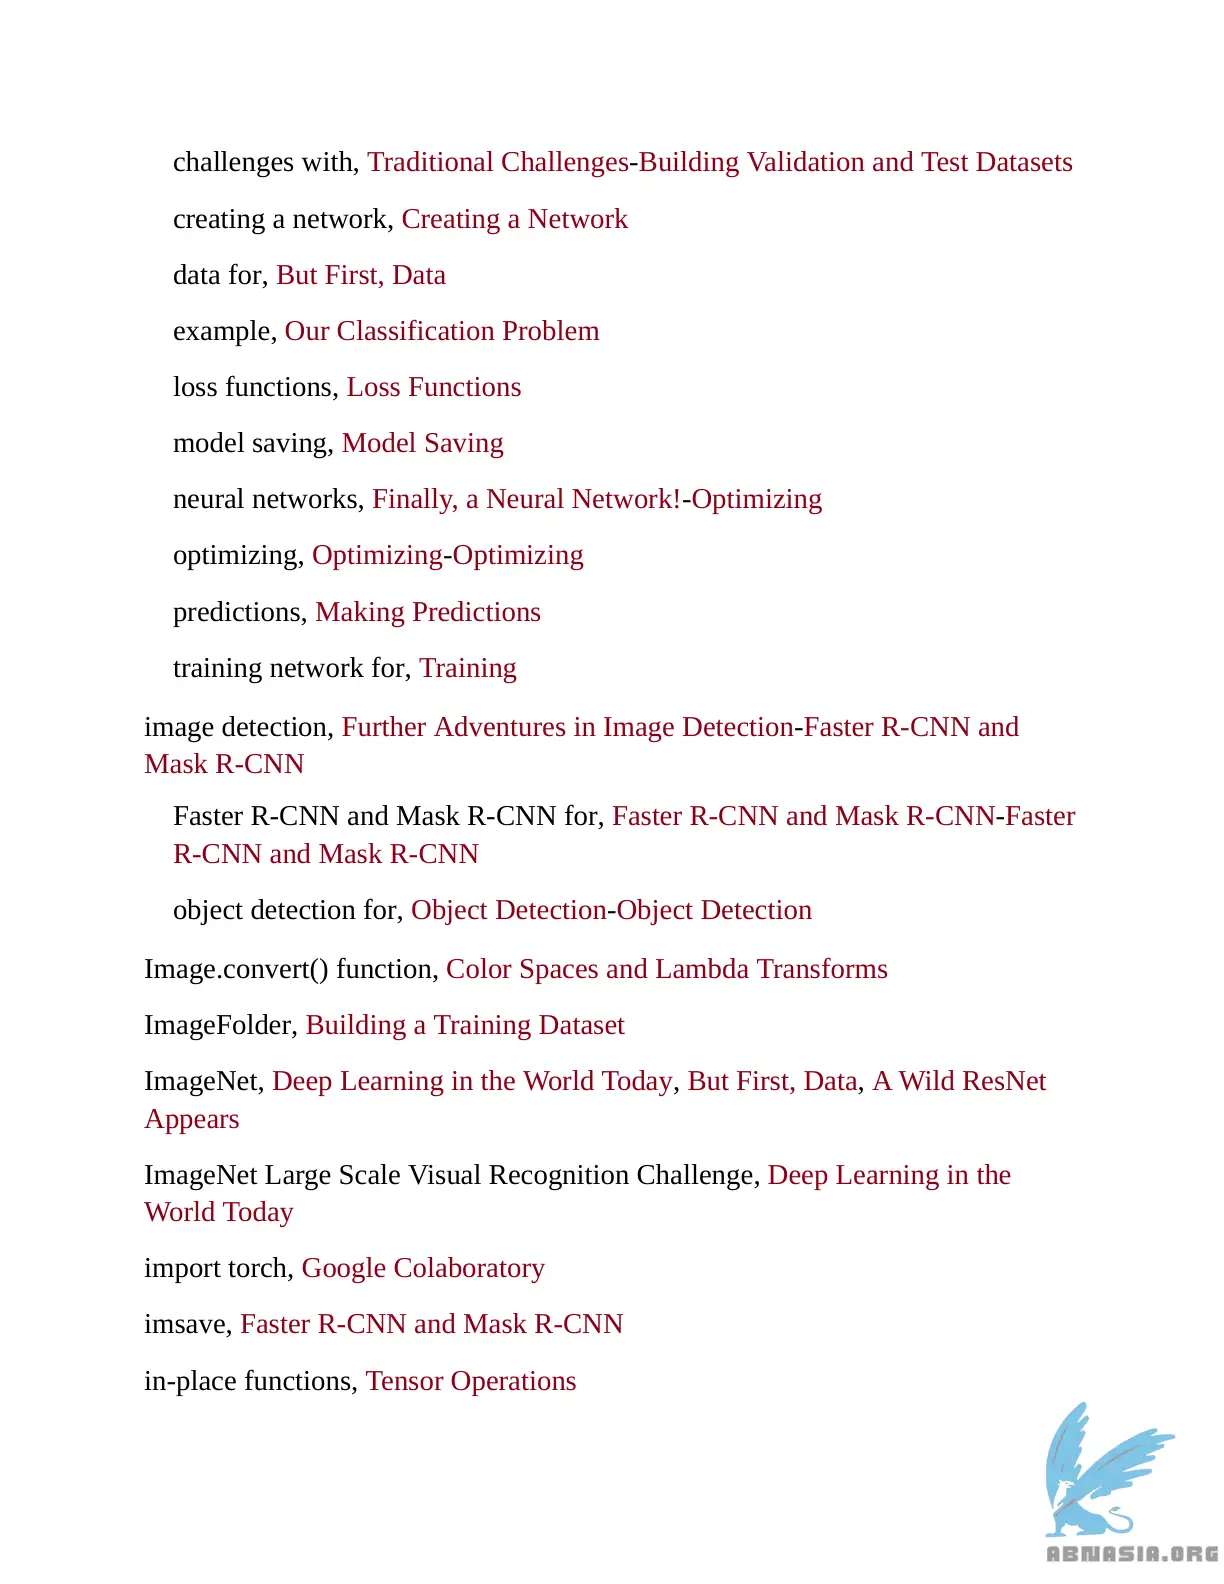 challenges with, Traditional Challenges-Building Validation and Test Datasets
creating a network, Creating a Network
data for, But First, Data
example, Our Classification Problem
loss functions, Loss Functions
model saving, Model Saving
neural networks, Finally, a Neural Network!-Optimizing
optimizing, Optimizing-Optimizing
predictions, Making Predictions
training network for, Training
image detection, Further Adventures in Image Detection-Faster R-CNN and
Mask R-CNN
Faster R-CNN and Mask R-CNN for, Faster R-CNN and Mask R-CNN-Faster
R-CNN and Mask R-CNN
object detection for, Object Detection-Object Detection
Image.convert() function, Color Spaces and Lambda Transforms
ImageFolder, Building a Training Dataset
ImageNet, Deep Learning in the World Today, But First, Data, A Wild ResNet
Appears
ImageNet Large Scale Visual Recognition Challenge, Deep Learning in the
World Today
import torch, Google Colaboratory
imsave, Faster R-CNN and Mask R-CNN
in-place functions, Tensor Operations
ABNASIA.ORG